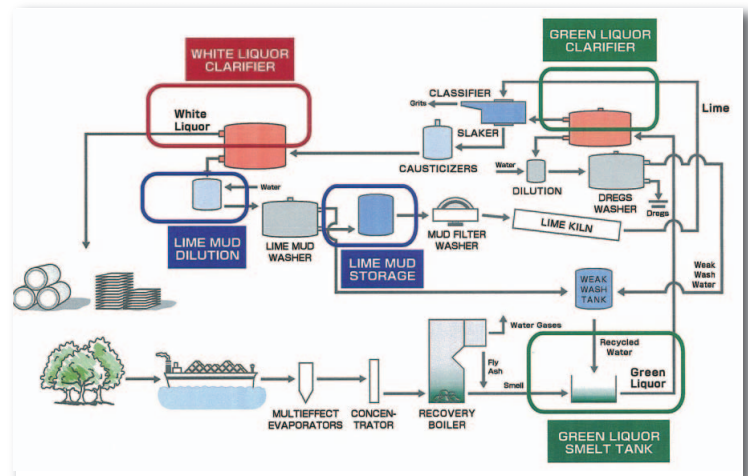 GREEN LIQUOR
CLARIFIER
WHITE LIQUOR
CLARIFIER
CLASSIFIER
Grits
Lime
White
Liquor
SLAKER
CAUSTICIZERS
Water
DILUTION
DREGS
WASHER
Dregs
Water
LIME MUD
DILUTION
LIME MUD
WASHER
LIME MUD
STORAGE
MUD FILTER
WASHER
LIME KILN
Weak
Wash
Water
WEAK
WASH
TANK
Water Gases
Recycled
Water
Fly
Ash
Green
Liquor
Smell
MULTIEFFECT
EVAPORATORS
CONCEN-
TRATOR
RECOVERY
BOILER
GREEN LIQUOR
SMELT TANK